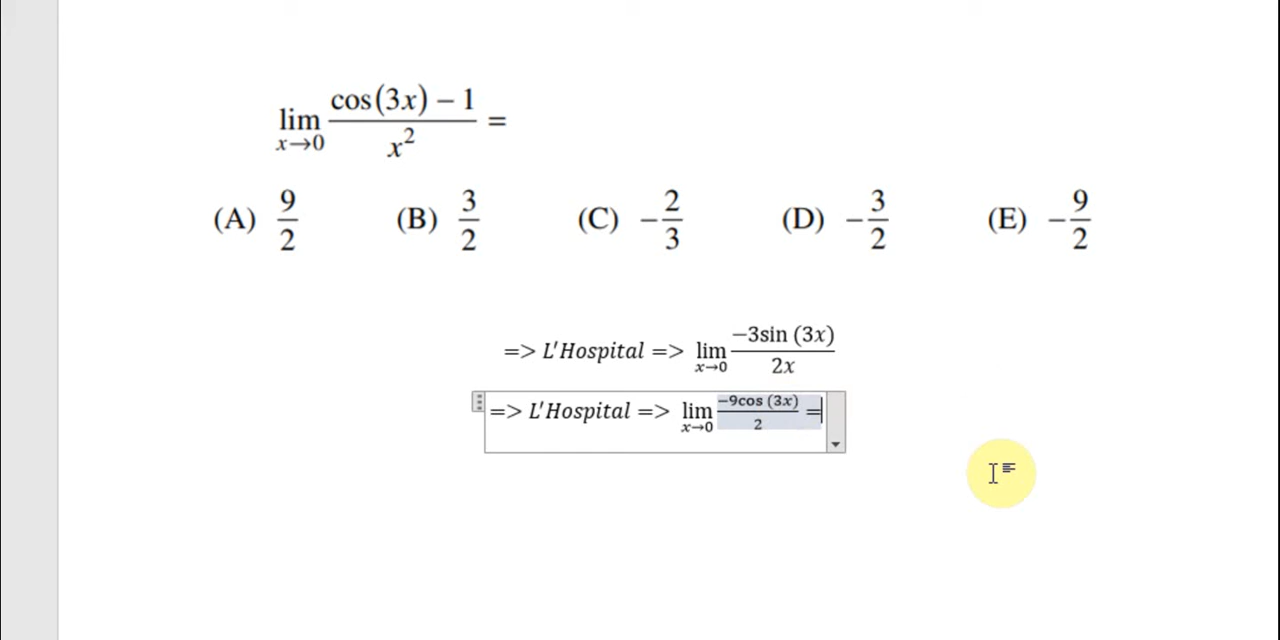 lim x→0 cos(3x) − 1 / x² =
(A) 9/2 (B) 3/2 (C) −2/3 (D) −3/2 (E) −9/2
=> L′Hospital => lim x→0 −3sin (3x) / 2x
=> L′Hospital => lim x→0 −9cos (3x) / 2 =